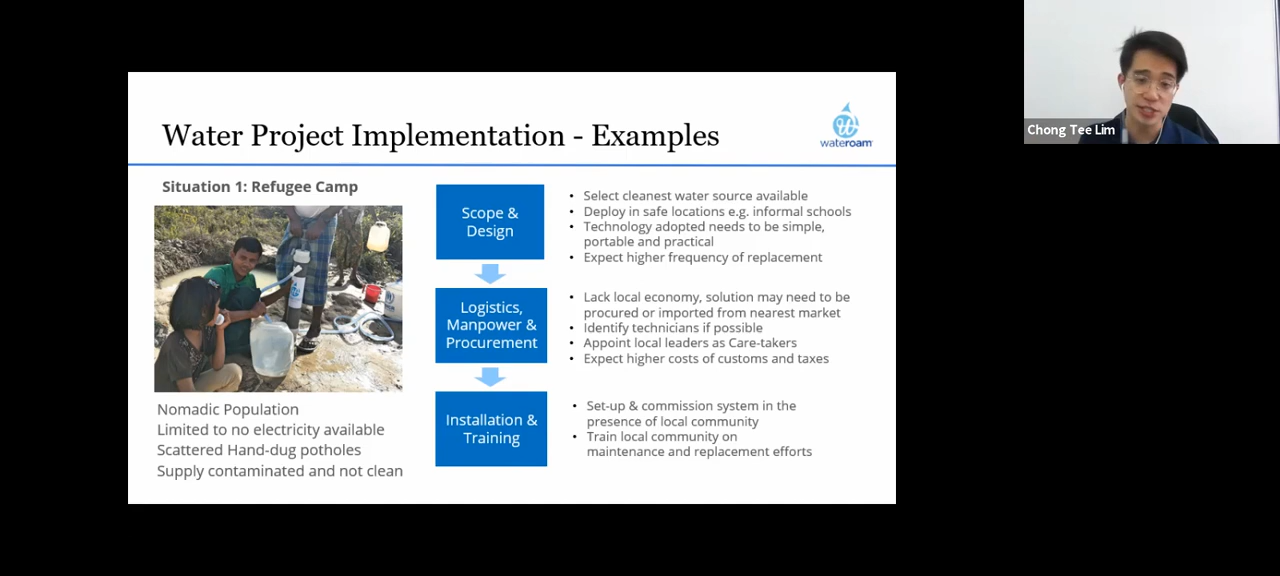 Water Project Implementation - Examples
wateroam
Chong Tee Lim
Situation 1: Refugee Camp
Nomadic Population
Limited to no electricity available
Scattered Hand-dug potholes
Supply contaminated and not clean
Scope &
Design
• Select cleanest water source available
• Deploy in safe locations e.g. informal schools
• Technology adopted needs to be simple,
portable and practical
• Expect higher frequency of replacement
Logistics,
Manpower &
Procurement
• Lack local economy, solution may need to be
procured or imported from nearest market
• Identify technicians if possible
• Appoint local leaders as Care-takers
• Expect higher costs of customs and taxes
Installation &
Training
• Set-up & commission system in the
presence of local community
• Train local community on
maintenance and replacement efforts